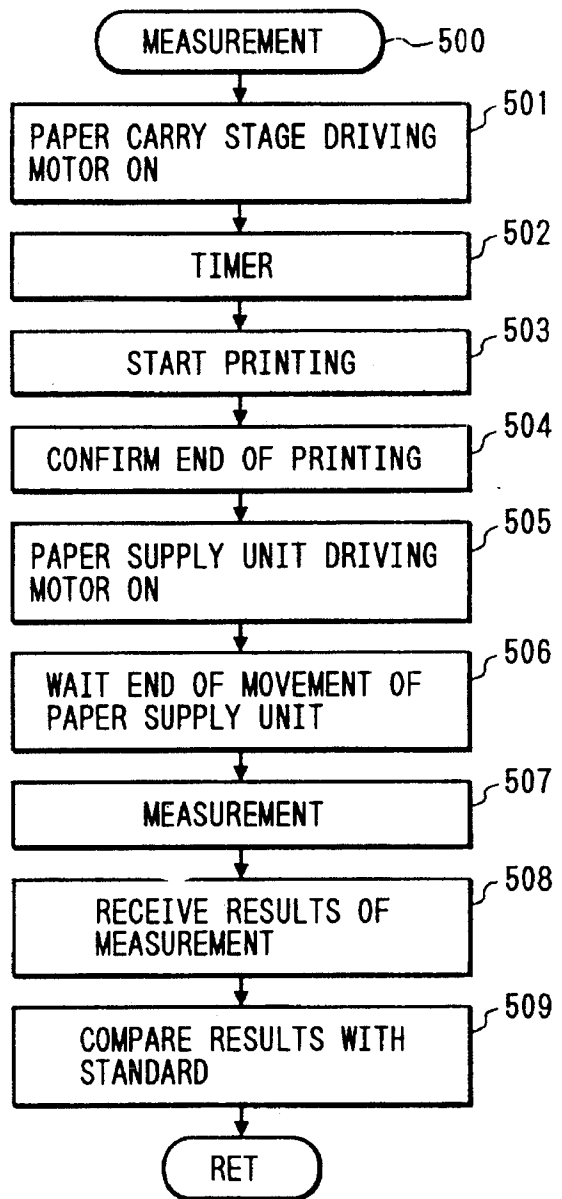 MEASUREMENT
500
501
PAPER CARRY STAGE DRIVING
MOTOR ON
502
TIMER
503
START PRINTING
504
CONFIRM END OF PRINTING
505
PAPER SUPPLY UNIT DRIVING
MOTOR ON
506
WAIT END OF MOVEMENT OF
PAPER SUPPLY UNIT
507
MEASUREMENT
508
RECEIVE RESULTS OF
MEASUREMENT
509
COMPARE RESULTS WITH
STANDARD
RET